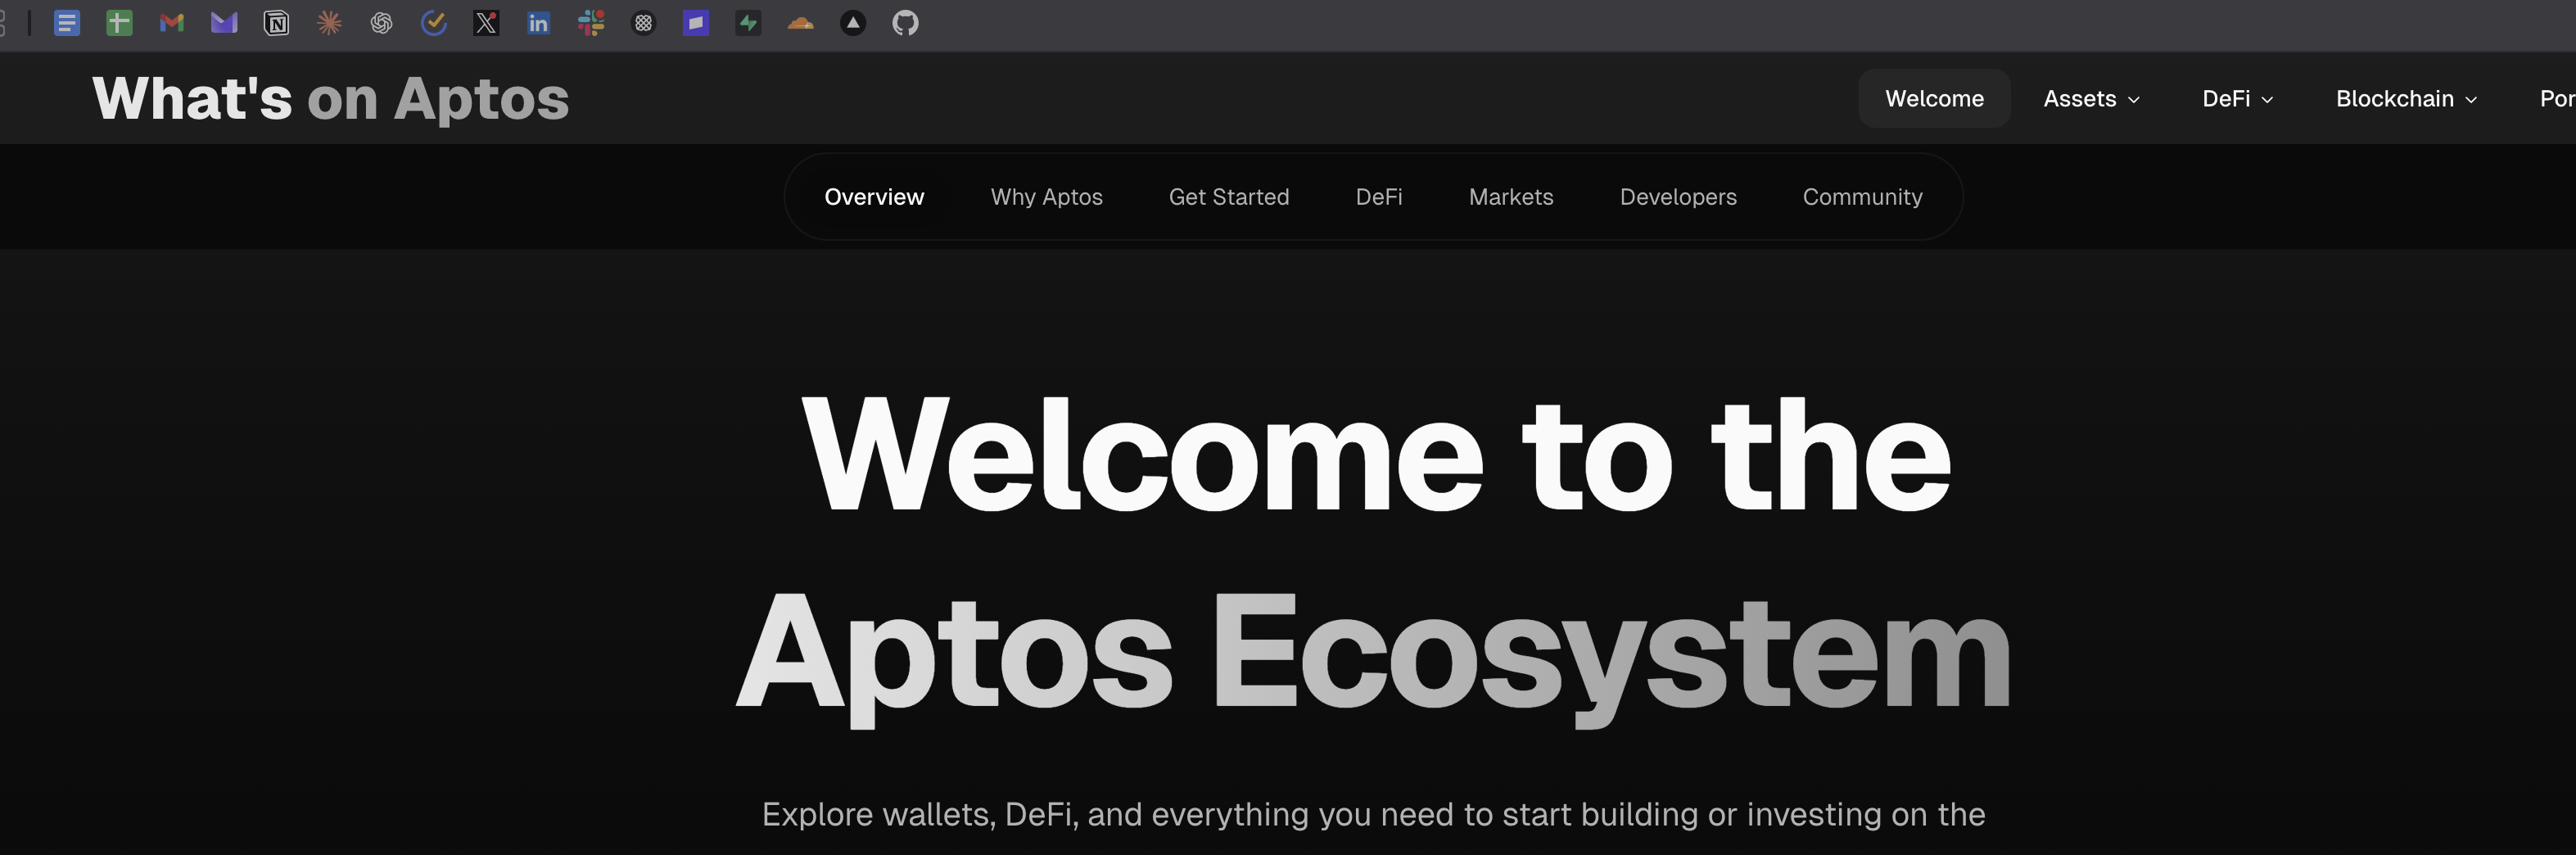 What's on Aptos
Welcome
Assets
DeFi
Blockchain
Por
Overview
Why Aptos
Get Started
DeFi
Markets
Developers
Community
Welcome to the
Aptos Ecosystem
Explore wallets, DeFi, and everything you need to start building or investing on the